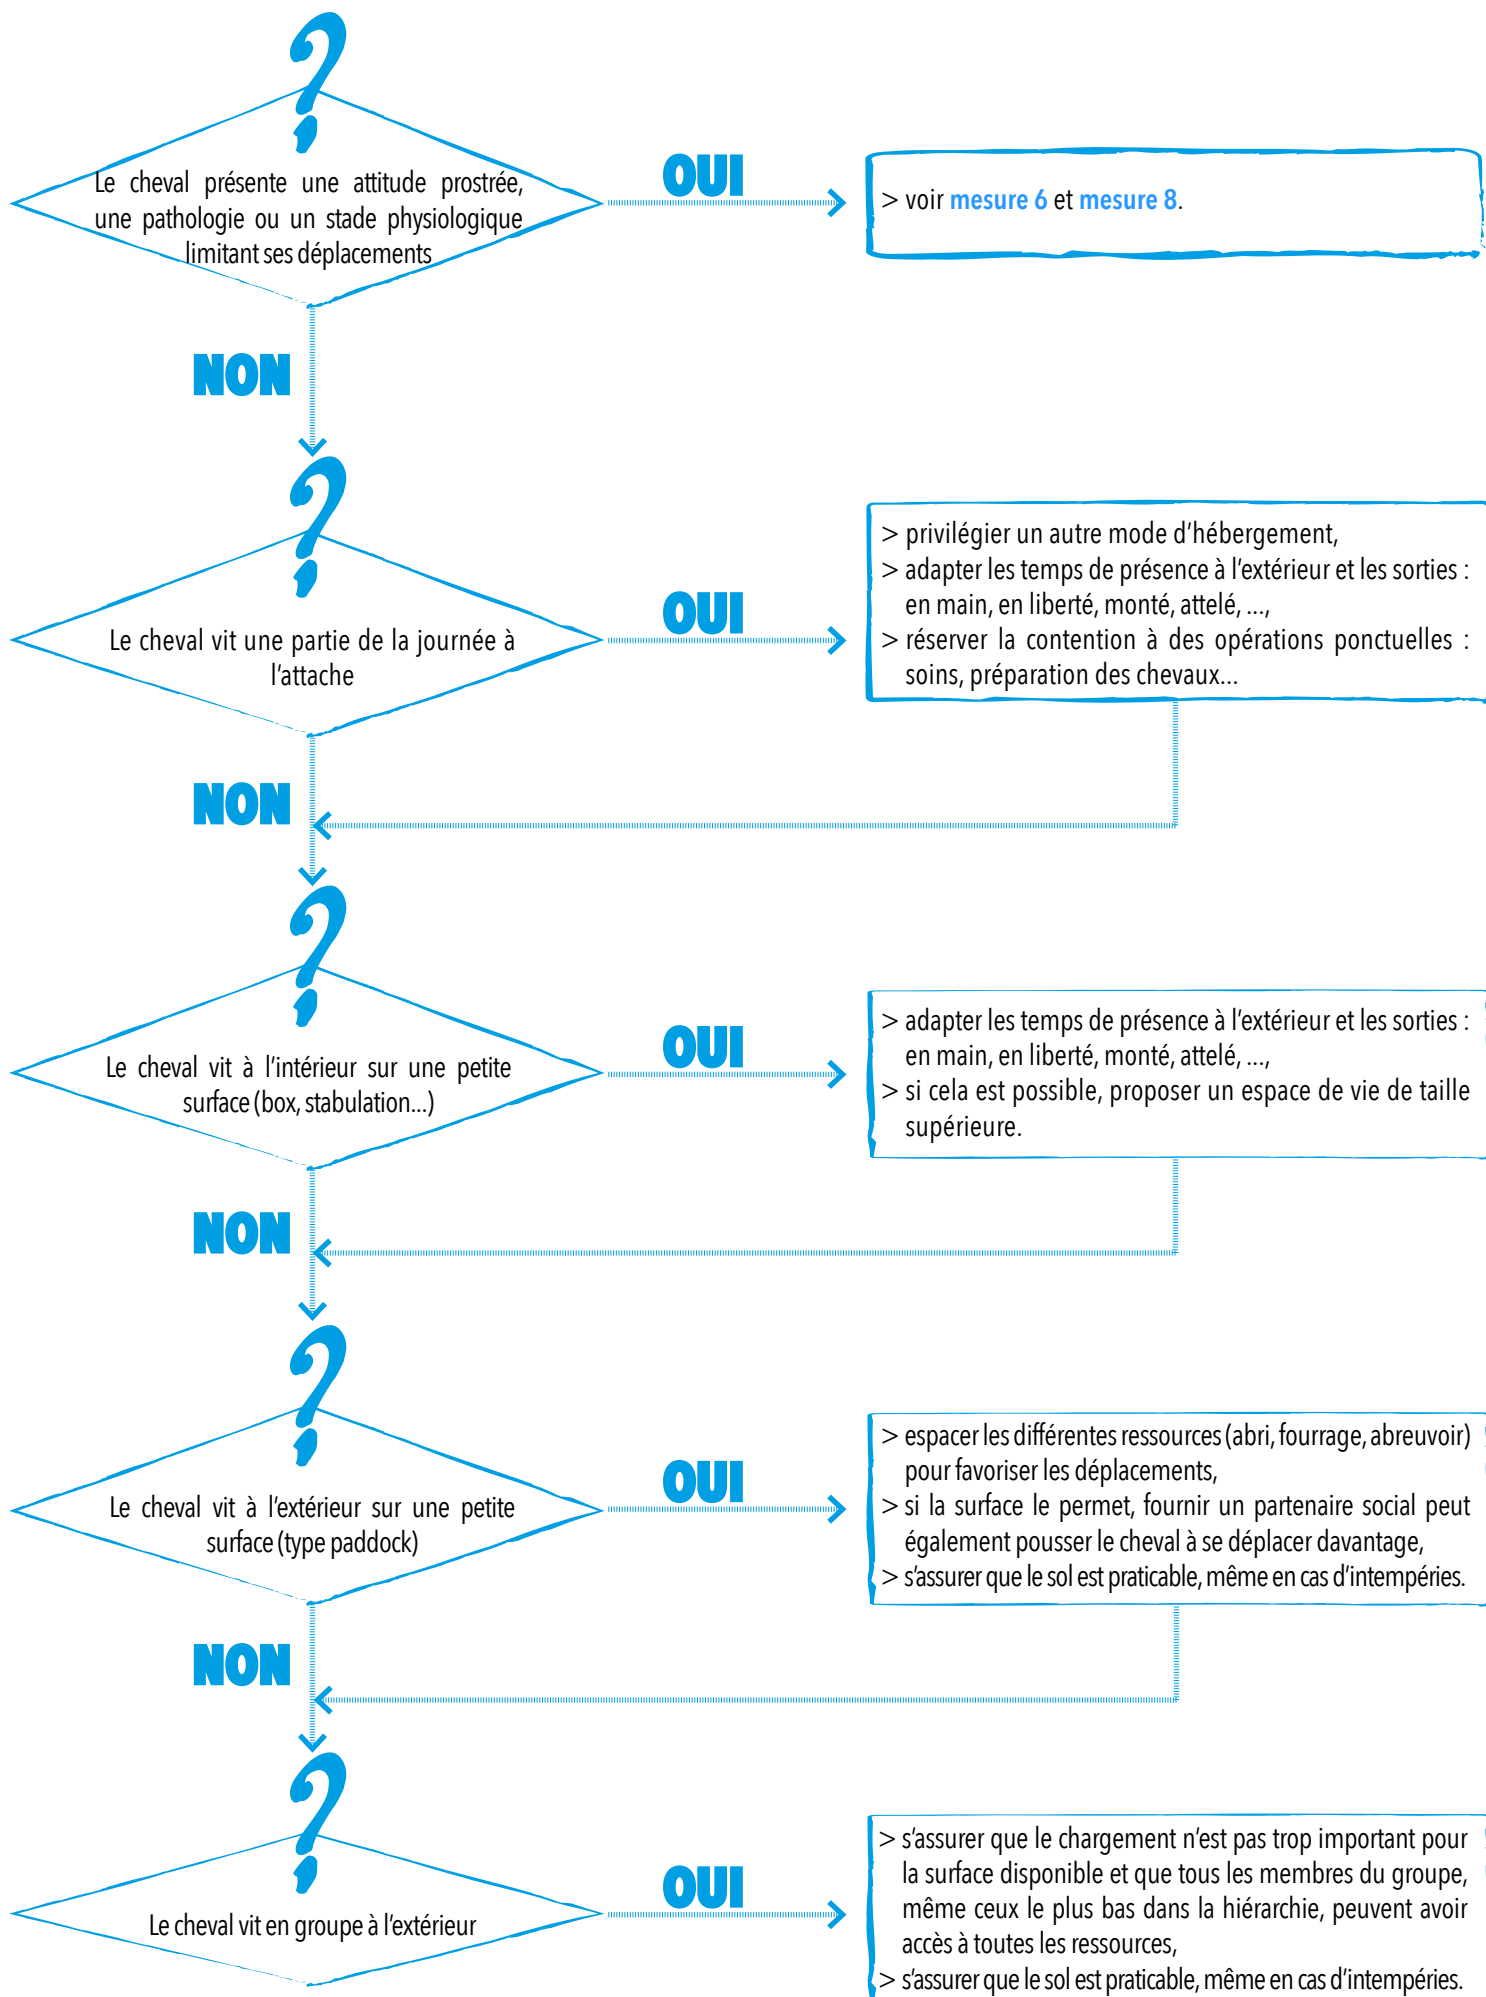 ?
Le cheval présente une attitude prostrée,
une pathologie ou un stade physiologique
limitant ses déplacements
OUI
> voir mesure 6 et mesure 8.
NON
?
Le cheval vit une partie de la journée à
l'attache
OUI
> privilégier un autre mode d'hébergement,
> adapter les temps de présence à l'extérieur et les sorties :
en main, en liberté, monté, attelé, ...,
> réserver la contention à des opérations ponctuelles :
soins, préparation des chevaux...
NON
?
Le cheval vit à l'intérieur sur une petite
surface (box, stabulation...)
OUI
> adapter les temps de présence à l'extérieur et les sorties :
en main, en liberté, monté, attelé, ...,
> si cela est possible, proposer un espace de vie de taille
supérieure.
NON
?
Le cheval vit à l'extérieur sur une petite
surface (type paddock)
OUI
> espacer les différentes ressources (abri, fourrage, abreuvoir)
pour favoriser les déplacements,
> si la surface le permet, fournir un partenaire social peut
également pousser le cheval à se déplacer davantage,
> s'assurer que le sol est praticable, même en cas d'intempéries.
NON
?
Le cheval vit en groupe à l'extérieur
OUI
> s'assurer que le chargement n'est pas trop important pour
la surface disponible et que tous les membres du groupe,
même ceux le plus bas dans la hiérarchie, peuvent avoir
accès à toutes les ressources,
> s'assurer que le sol est praticable, même en cas d'intempéries.